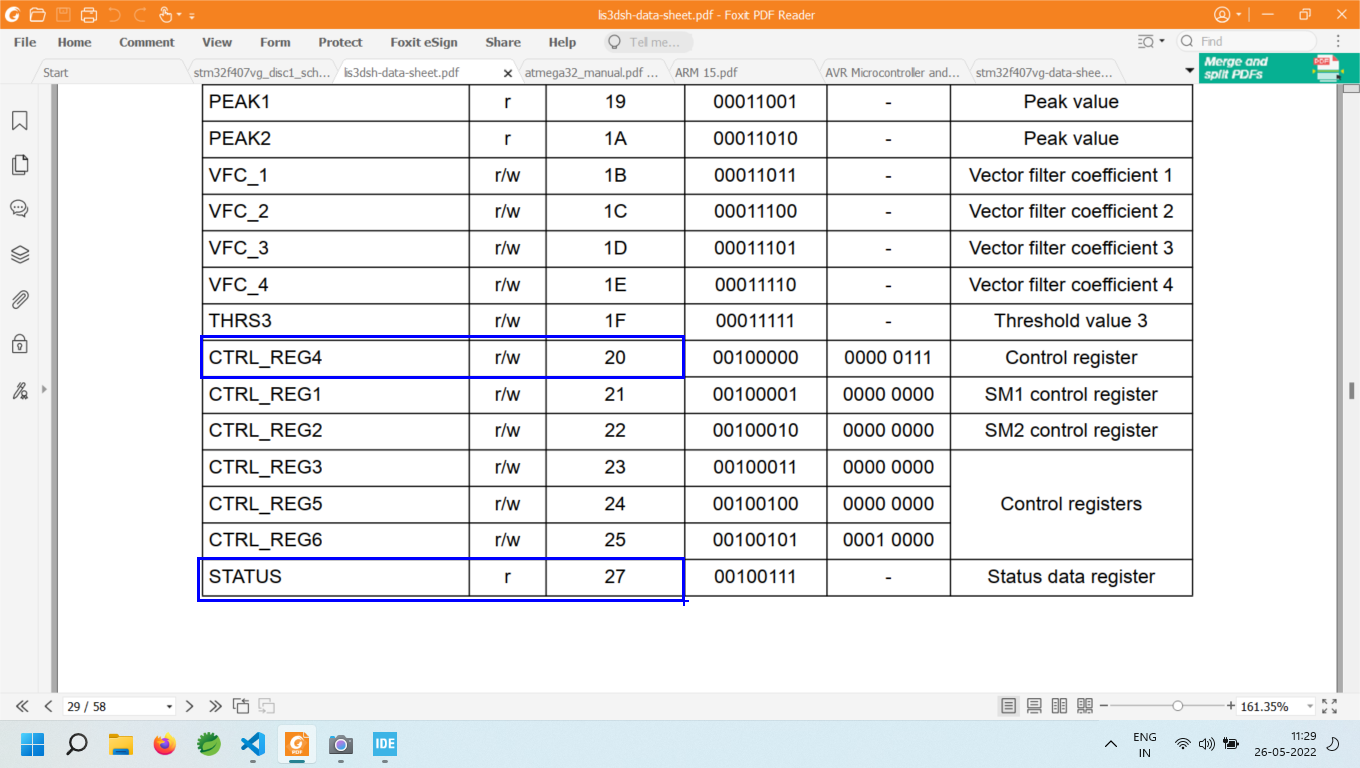 lis3dsh-data-sheet.pdf - Foxit PDF Reader
File Home Comment View Form Protect Foxit eSign Share Help Tell me... Find
Start stm32f407vg_disc1_sch... lis3dsh-data-sheet.pdf atmega32_manual.pdf ... ARM 15.pdf AVR Microcontroller and... stm32f407vg-data-shee...
Merge and
split PDFs
PEAK1 r 19 00011001 - Peak value
PEAK2 r 1A 00011010 - Peak value
VFC_1 r/w 1B 00011011 - Vector filter coefficient 1
VFC_2 r/w 1C 00011100 - Vector filter coefficient 2
VFC_3 r/w 1D 00011101 - Vector filter coefficient 3
VFC_4 r/w 1E 00011110 - Vector filter coefficient 4
THRS3 r/w 1F 00011111 - Threshold value 3
CTRL_REG4 r/w 20 00100000 0000 0111 Control register
CTRL_REG1 r/w 21 00100001 0000 0000 SM1 control register
CTRL_REG2 r/w 22 00100010 0000 0000 SM2 control register
CTRL_REG3 r/w 23 00100011 0000 0000
CTRL_REG5 r/w 24 00100100 0000 0000 Control registers
CTRL_REG6 r/w 25 00100101 0001 0000
STATUS r 27 00100111 - Status data register
29 / 58 161.35%
IDE
ENG
IN
11:29
26-05-2022